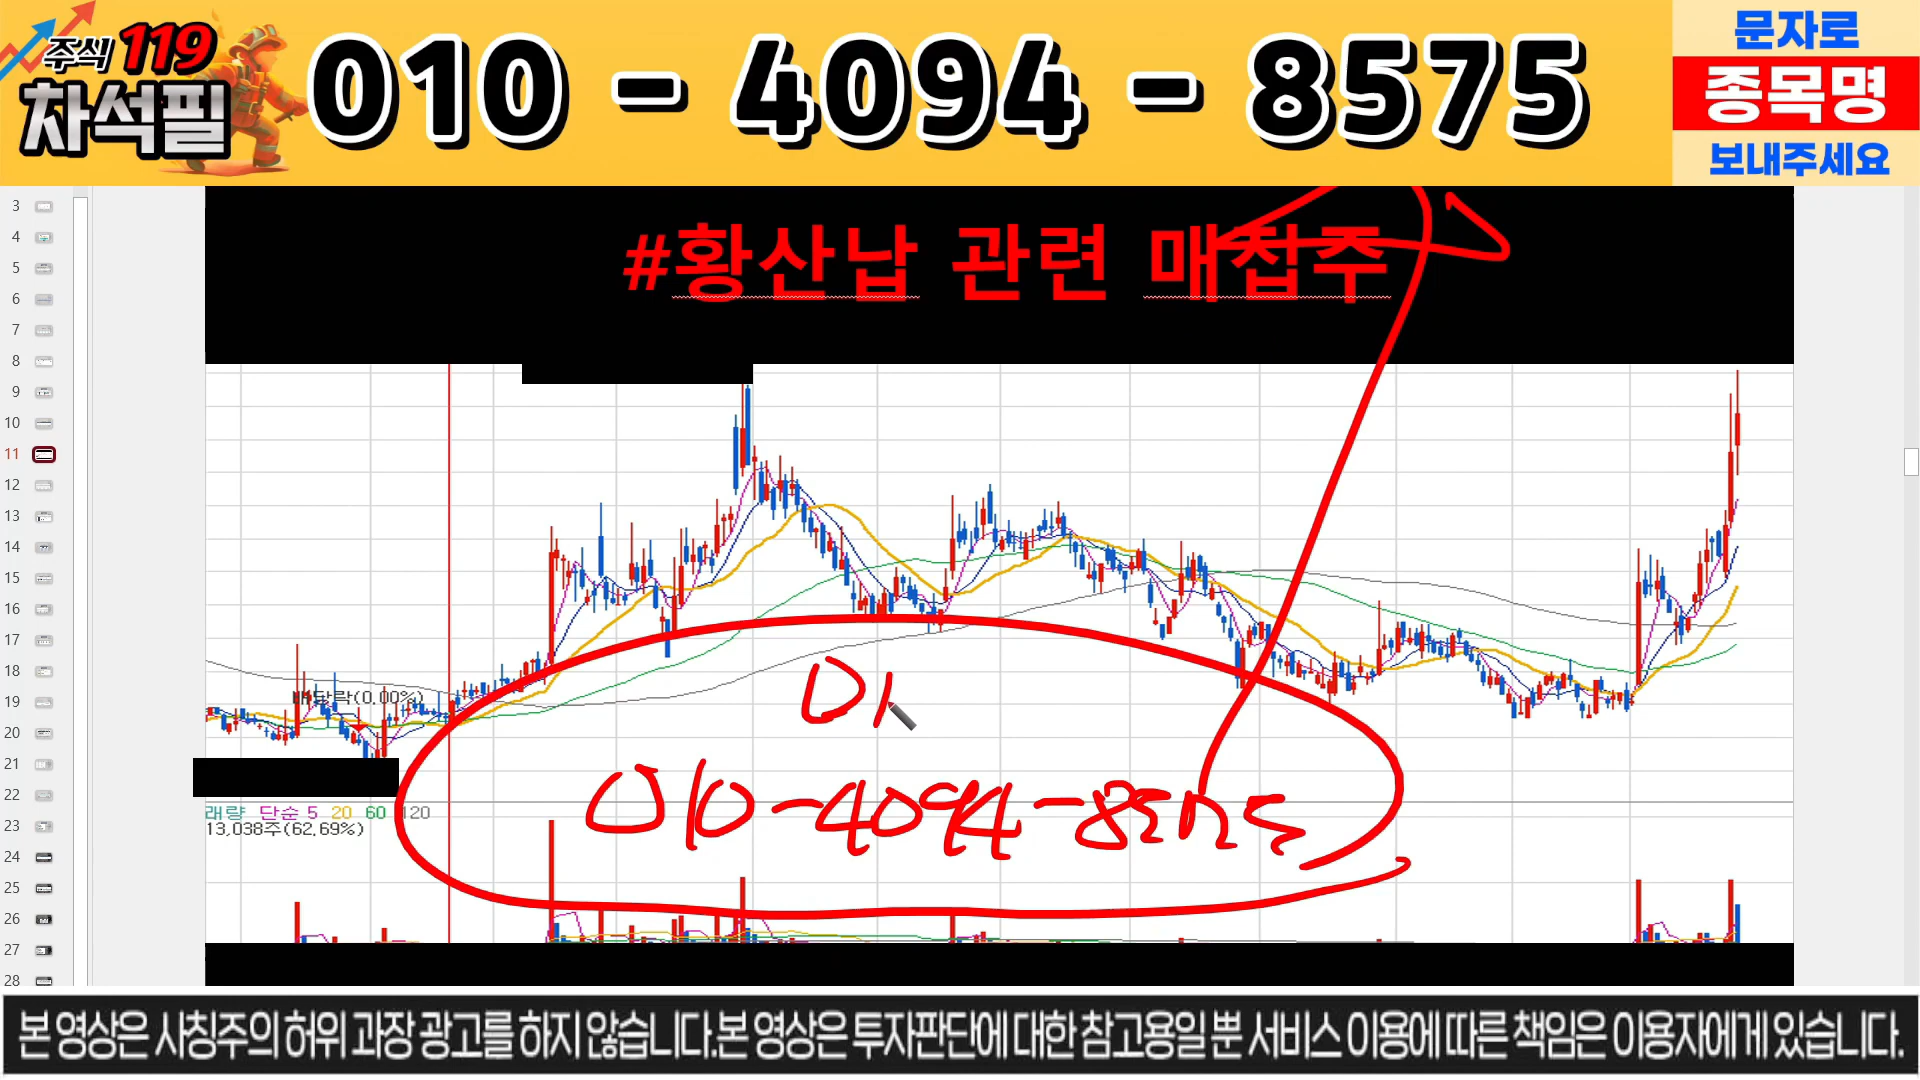 주식 119
차석필
010 - 4094 - 8575
문자로
종목명
보내주세요
#황산납 관련 매집주
3
4
5
6
7
8
9
10
11
12
13
14
15
16
17
18
19
20
21
22
23
24
25
26
27
28
배당락(0.00%)
래량 단순 5 20 60 120
13,038주(62.69%)
010-4094-8575
본 영상은 사칭주의 허위 과장 광고를 하지 않습니다.본 영상은 투자판단에 대한 참고용일 뿐 서비스 이용에 따른 책임은 이용자에게 있습니다.